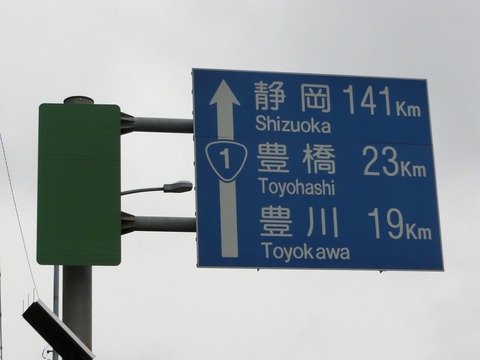 静岡 141Km
Shizuoka
1
豊橋 23Km
Toyohashi
豊川 19Km
Toyokawa